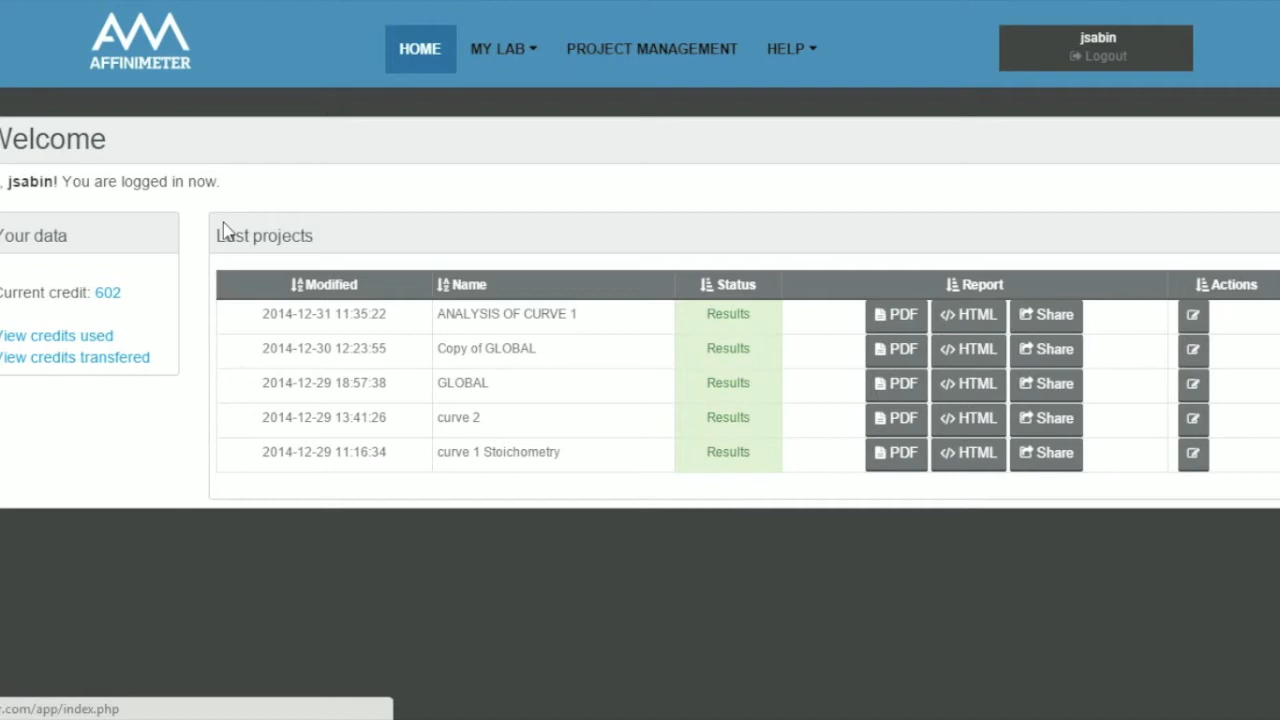 AFFINIMETER
HOME MY LAB PROJECT MANAGEMENT HELP
jsabin
Logout
Welcome
, jsabin! You are logged in now.
Your data
Current credit: 602
View credits used
View credits transfered
Last projects
Modified Name Status Report Actions
2014-12-31 11:35:22 ANALYSIS OF CURVE 1 Results PDF </> HTML Share
2014-12-30 12:23:55 Copy of GLOBAL Results PDF </> HTML Share
2014-12-29 18:57:38 GLOBAL Results PDF </> HTML Share
2014-12-29 13:41:26 curve 2 Results PDF </> HTML Share
2014-12-29 11:16:34 curve 1 Stoichometry Results PDF </> HTML Share
r.com/app/index.php